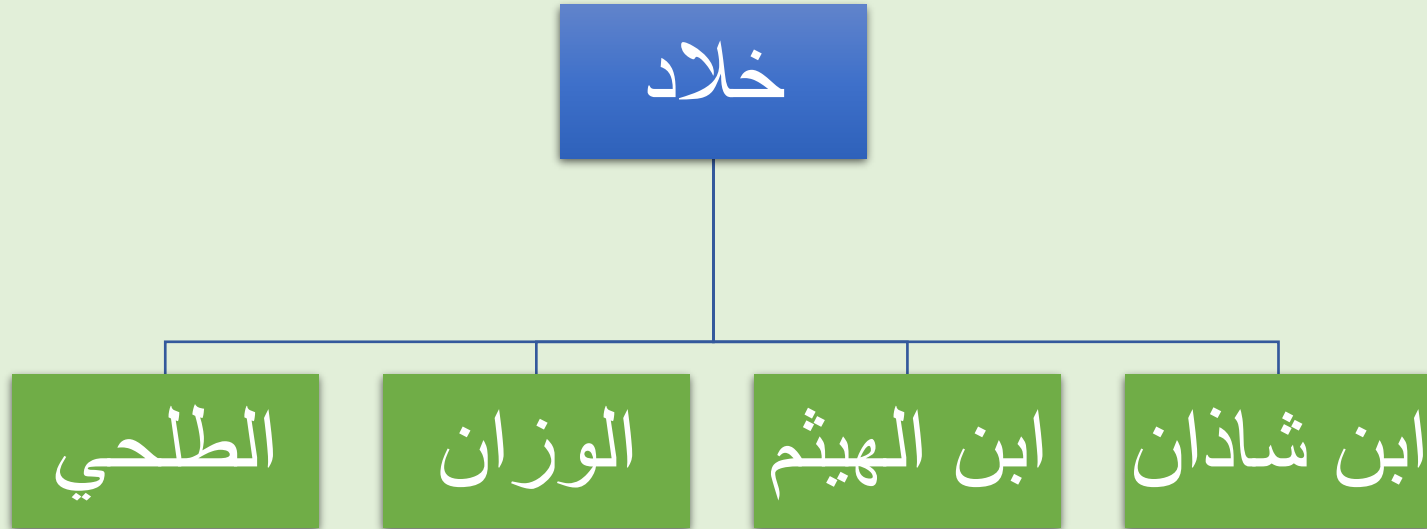 خلاد
ابن شاذان
ابن الهيثم
الوزان
الطلحي